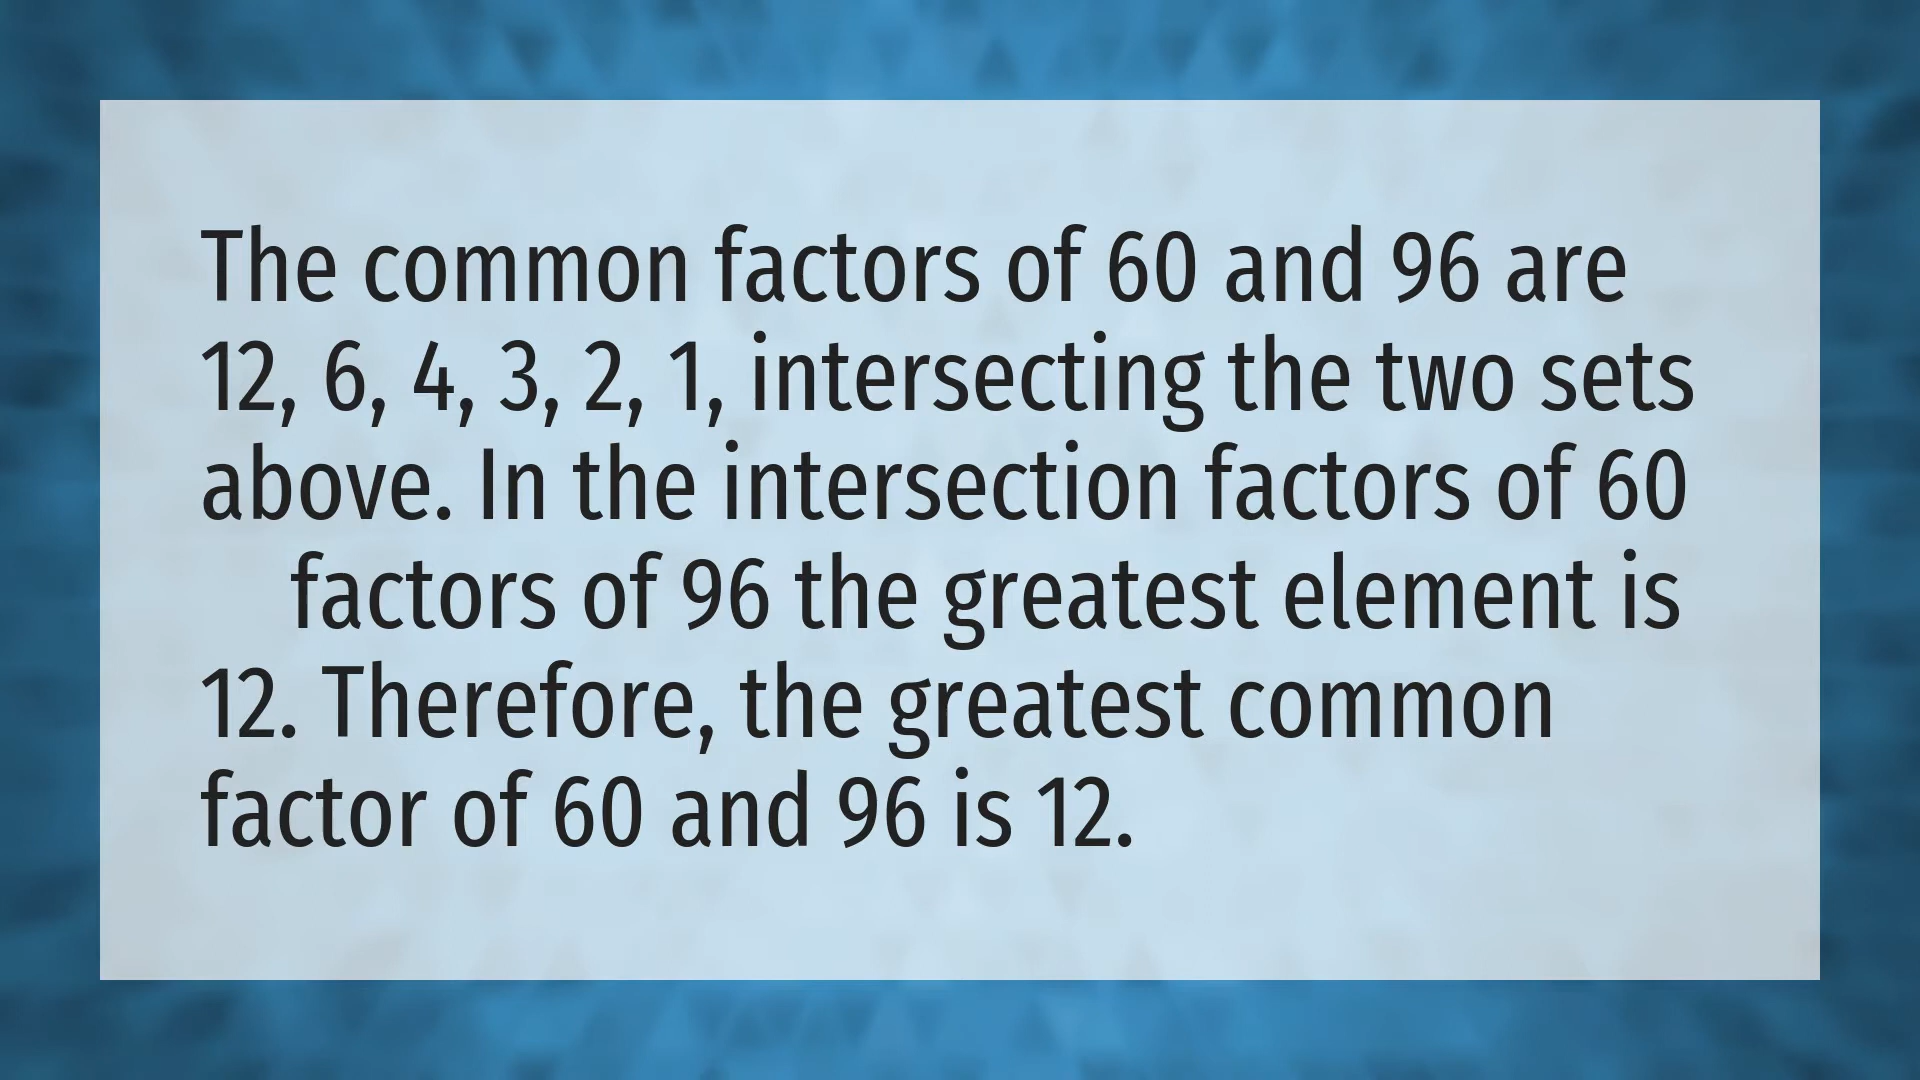 The common factors of 60 and 96 are
12, 6, 4, 3, 2, 1, intersecting the two sets
above. In the intersection factors of 60
factors of 96 the greatest element is
12. Therefore, the greatest common
factor of 60 and 96 is 12.